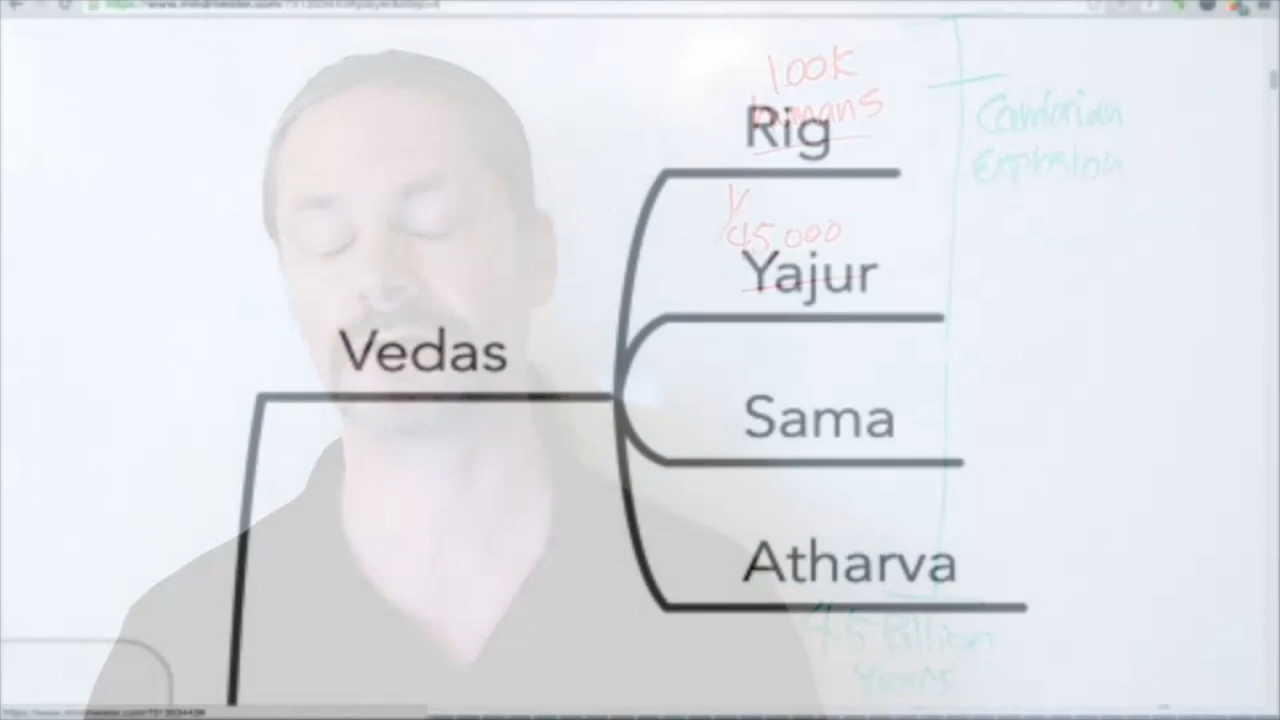 100k
humans
Rig
Cambrian
explosion
45 000
Yajur
Vedas
Sama
Atharva
4.5 Billion
Years